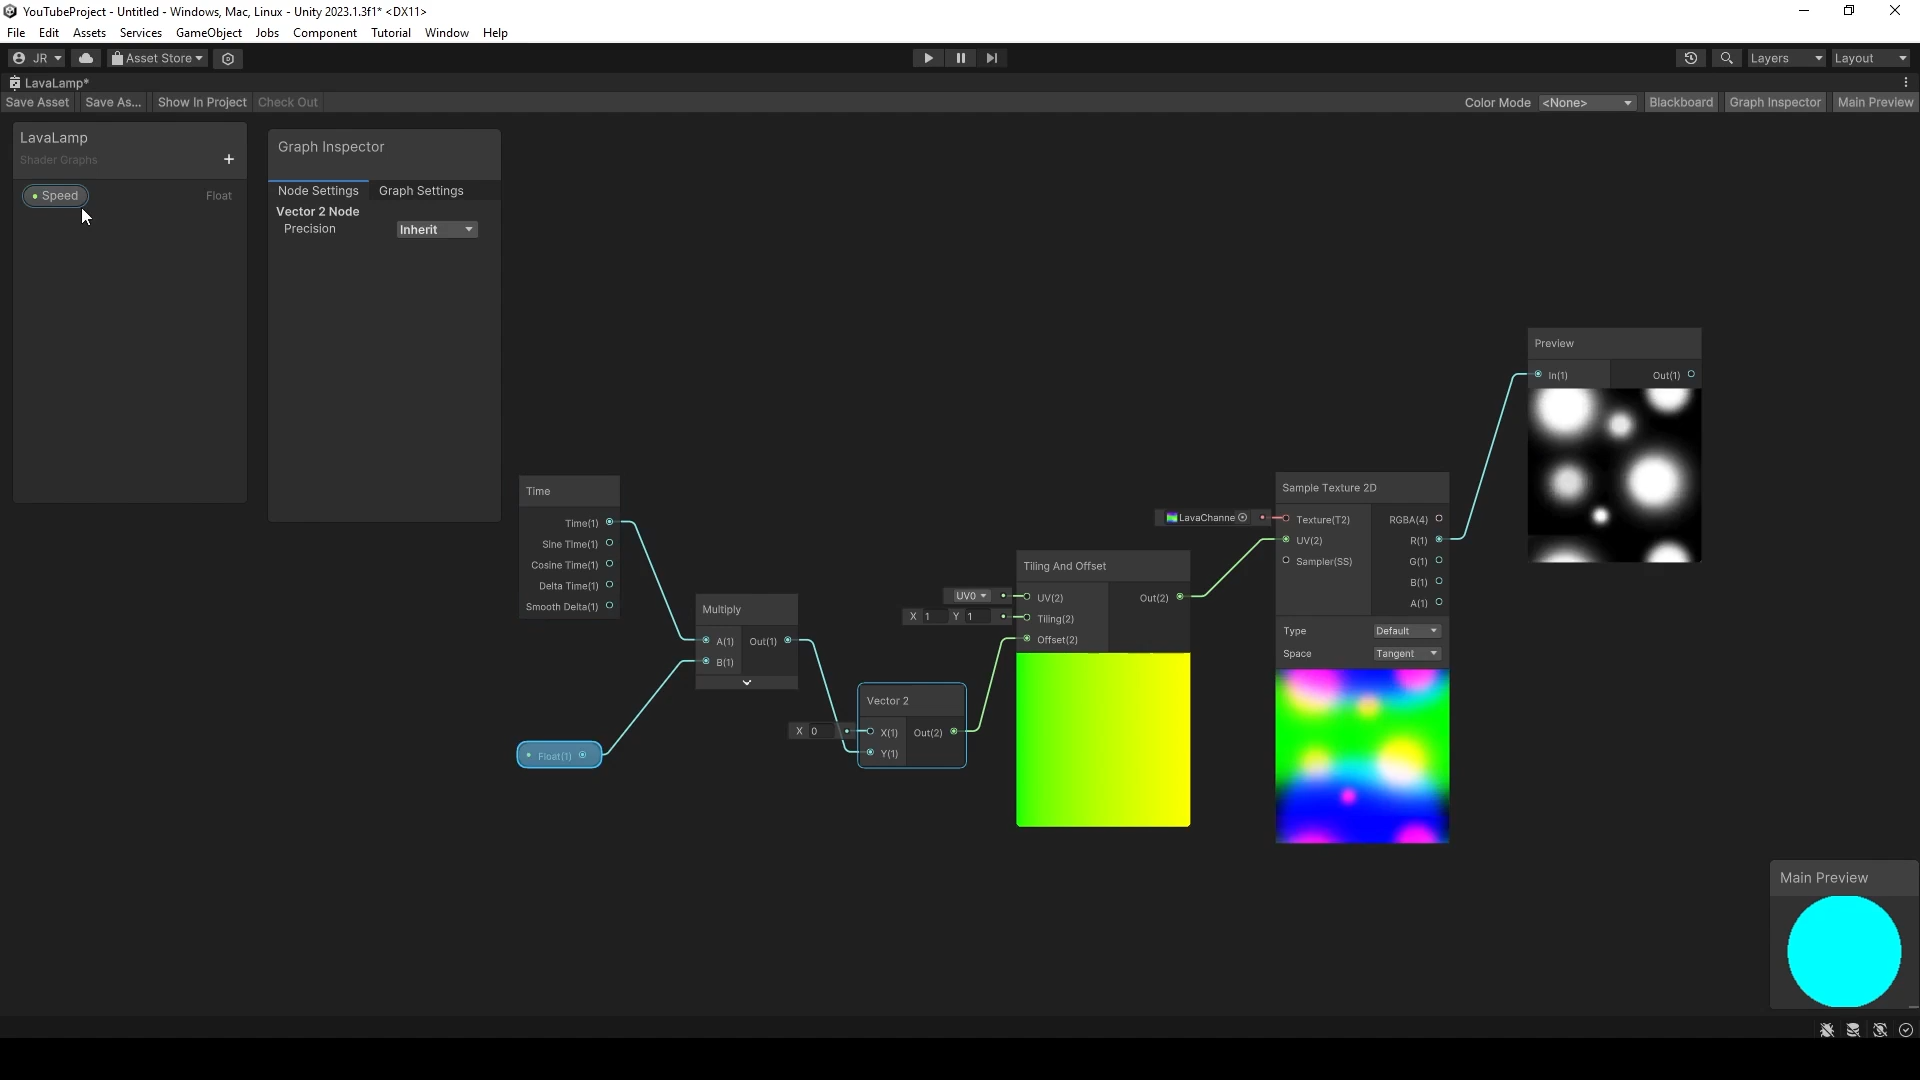 YouTubeProject - Untitled - Windows, Mac, Linux - Unity 2023.1.3f1* <DX11>
File Edit Assets Services GameObject Jobs Component Tutorial Window Help
JR Asset Store Layers Layout
LavaLamp*
Save Asset Save As... Show In Project Check Out Color Mode <None> Blackboard Graph Inspector Main Preview
LavaLamp
Shader Graphs
+
Speed Float
Graph Inspector
Node Settings Graph Settings
Vector 2 Node
Precision Inherit
Time
Time(1)
Sine Time(1)
Cosine Time(1)
Delta Time(1)
Smooth Delta(1)
Float(1)
Multiply
A(1) Out(1)
B(1)
X 0
Vector 2
X(1) Out(2)
Y(1)
Tiling And Offset
UV0 UV(2) Out(2)
X 1 Y 1 Tiling(2)
Offset(2)
Sample Texture 2D
LavaChanne Texture(T2) RGBA(4)
UV(2) R(1)
Sampler(SS) G(1)
B(1)
A(1)
Type Default
Space Tangent
Preview
In(1) Out(1)
Main Preview